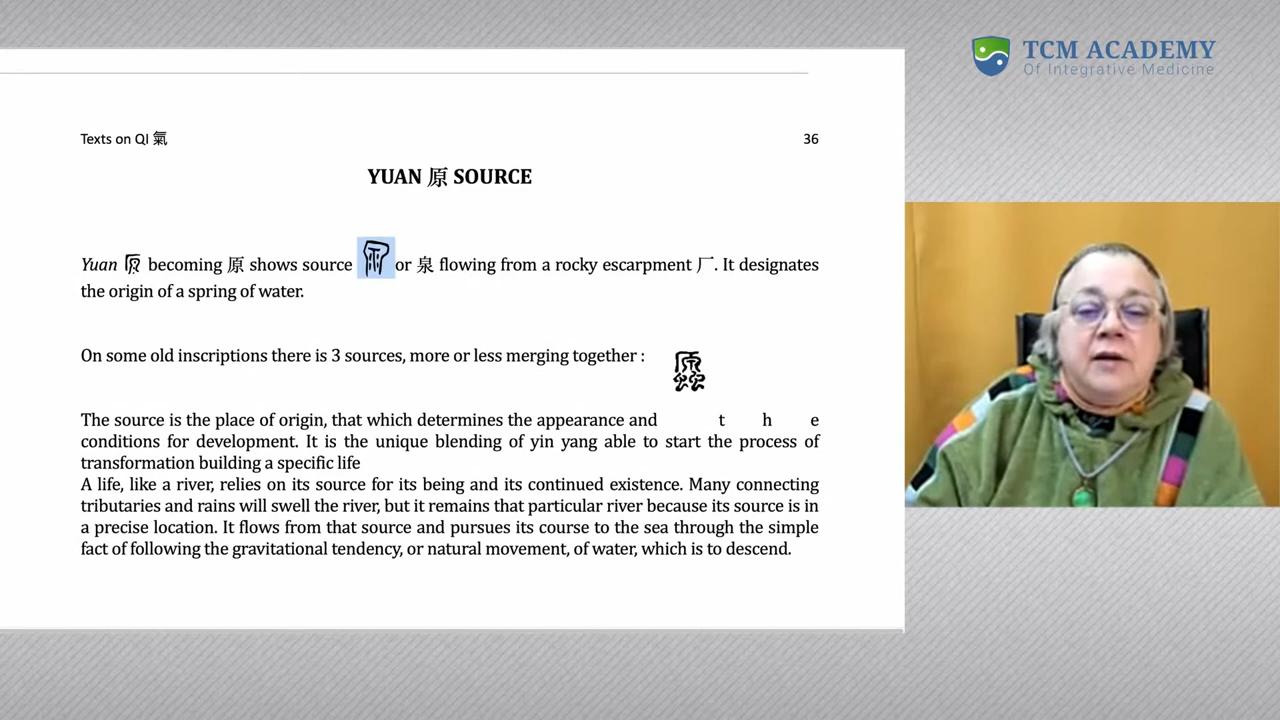 TCM ACADEMY
Of Integrative Medicine
Texts on QI 氣 36
YUAN 原 SOURCE
Yuan becoming 原 shows source or 泉 flowing from a rocky escarpment 厂. It designates
the origin of a spring of water.
On some old inscriptions there is 3 sources, more or less merging together :
The source is the place of origin, that which determines the appearance and t h e
conditions for development. It is the unique blending of yin yang able to start the process of
transformation building a specific life
A life, like a river, relies on its source for its being and its continued existence. Many connecting
tributaries and rains will swell the river, but it remains that particular river because its source is in
a precise location. It flows from that source and pursues its course to the sea through the simple
fact of following the gravitational tendency, or natural movement, of water, which is to descend.